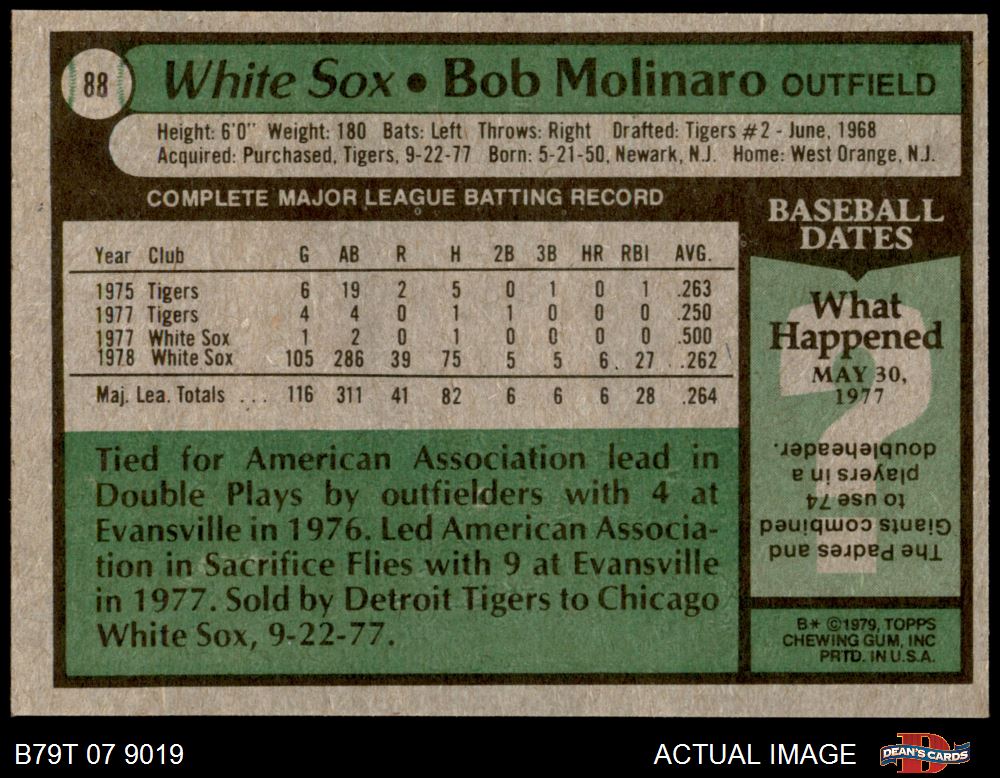 88
White Sox • Bob Molinaro OUTFIELD
Height: 6'0" Weight: 180 Bats: Left Throws: Right Drafted: Tigers #2 - June, 1968
Acquired: Purchased, Tigers, 9-22-77 Born: 5-21-50, Newark, N.J. Home: West Orange, N.J.
COMPLETE MAJOR LEAGUE BATTING RECORD
Year Club G AB R H 2B 3B HR RBI AVG.
1975 Tigers 6 19 2 5 0 1 0 1 .263
1977 Tigers 4 4 0 1 1 0 0 0 .250
1977 White Sox 1 2 0 1 0 0 0 0 .500
1978 White Sox 105 286 39 75 5 5 6 27 .262
Maj. Lea. Totals ... 116 311 41 82 6 6 6 28 .264
Tied for American Association lead in
Double Plays by outfielders with 4 at
Evansville in 1976. Led American Associa-
tion in Sacrifice Flies with 9 at Evansville
in 1977. Sold by Detroit Tigers to Chicago
White Sox, 9-22-77.
BASEBALL
DATES
What
Happened
MAY 30,
1977
The Padres and
Giants combined
to use 74
players in a
doubleheader.
B* ©1979, TOPPS
CHEWING GUM, INC
PRTD. IN U.S.A.
B79T 07 9019
ACTUAL IMAGE
DEAN'S CARDS